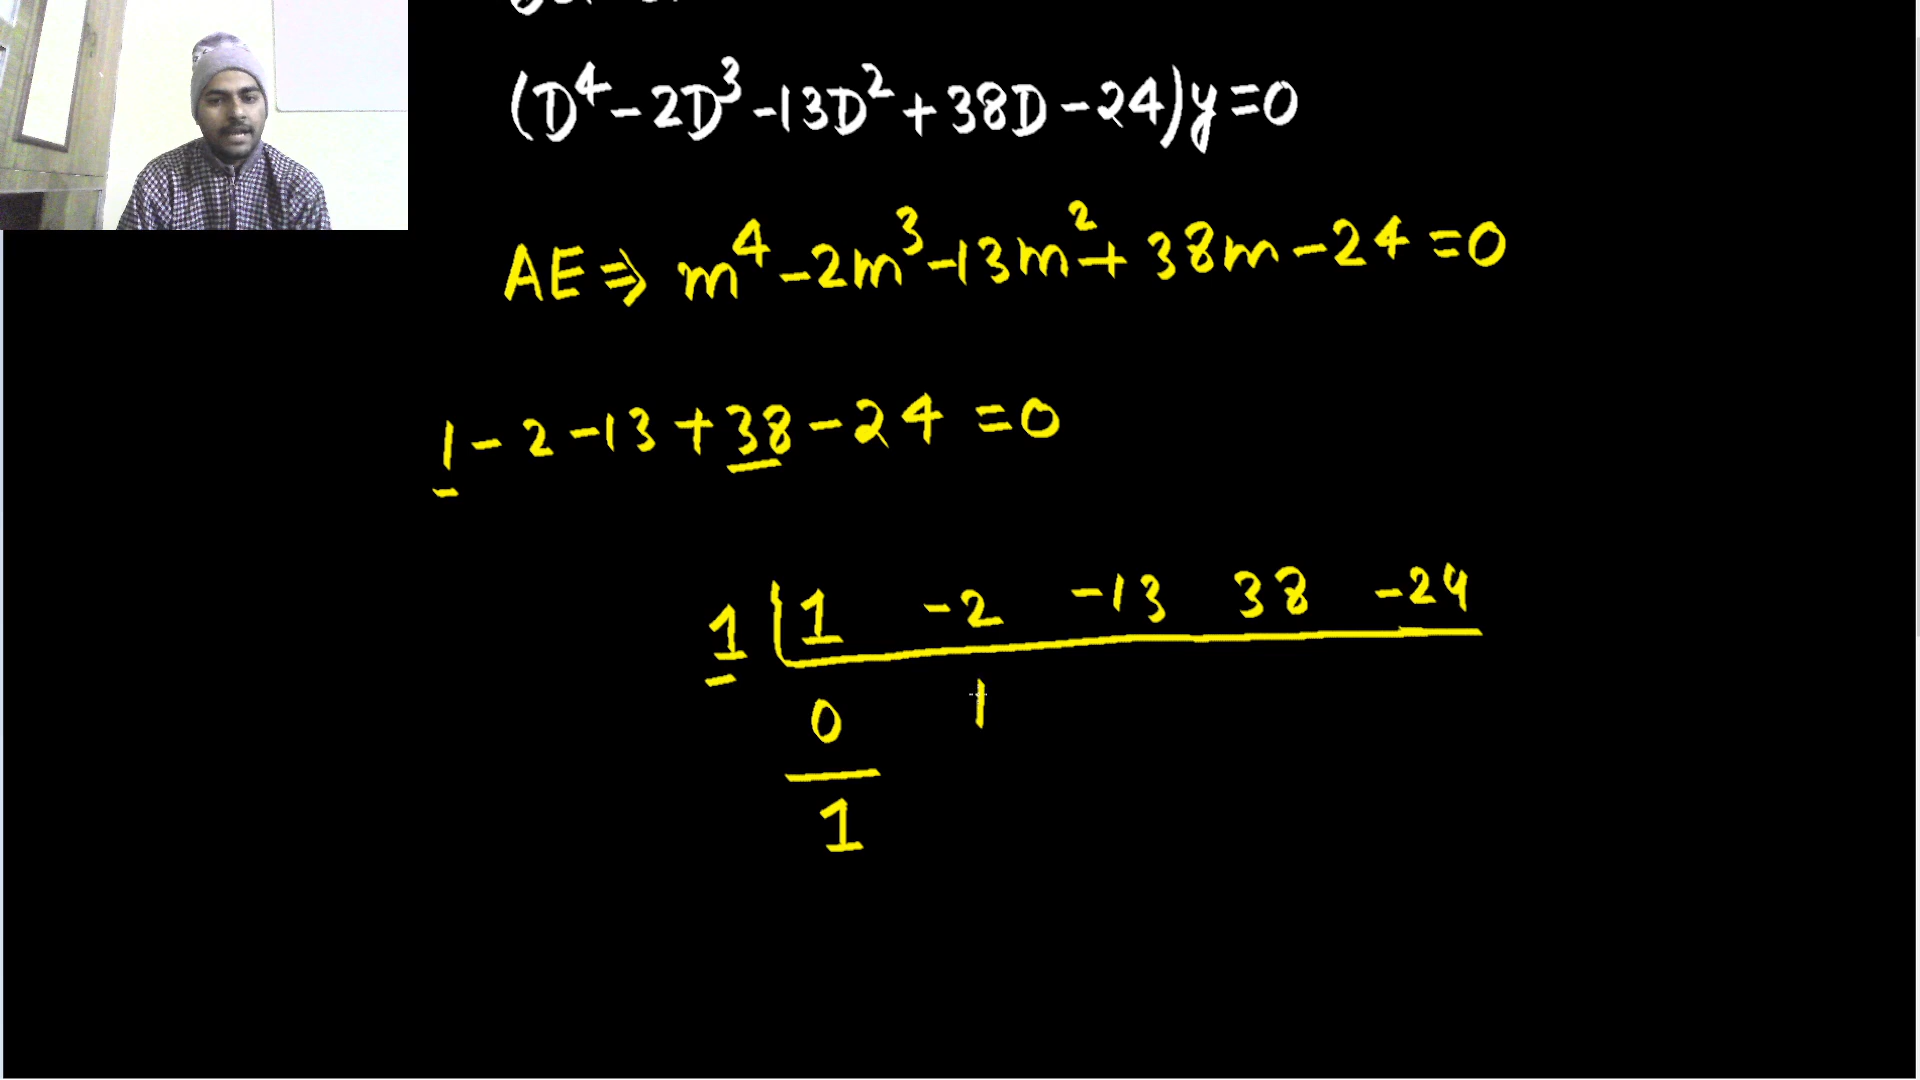 (D⁴-2D³-13D²+38D-24)y=0
AE⇒ m⁴-2m³-13m²+38m-24=0
1-2-13+38-24=0
1 1 -2 -13 38 -24
0 1
1